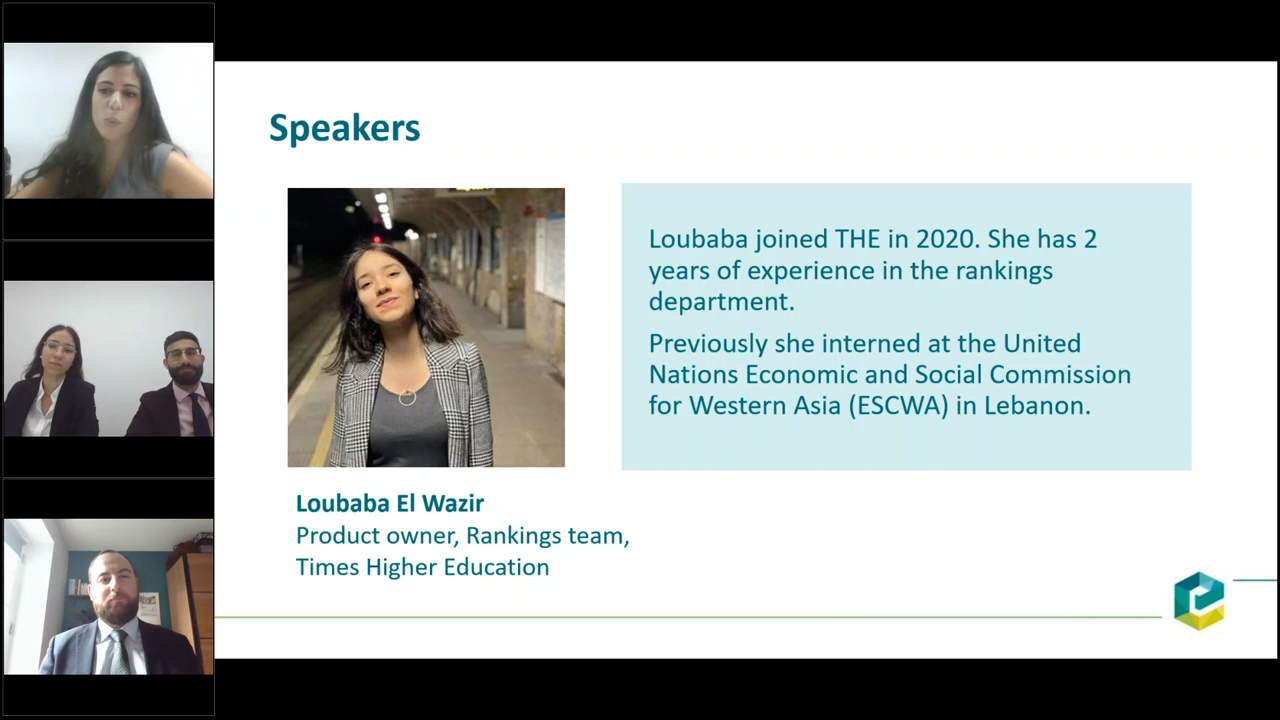 Speakers
Loubaba joined THE in 2020. She has 2
years of experience in the rankings
department.
Previously she interned at the United
Nations Economic and Social Commission
for Western Asia (ESCWA) in Lebanon.
Loubaba El Wazir
Product owner, Rankings team,
Times Higher Education